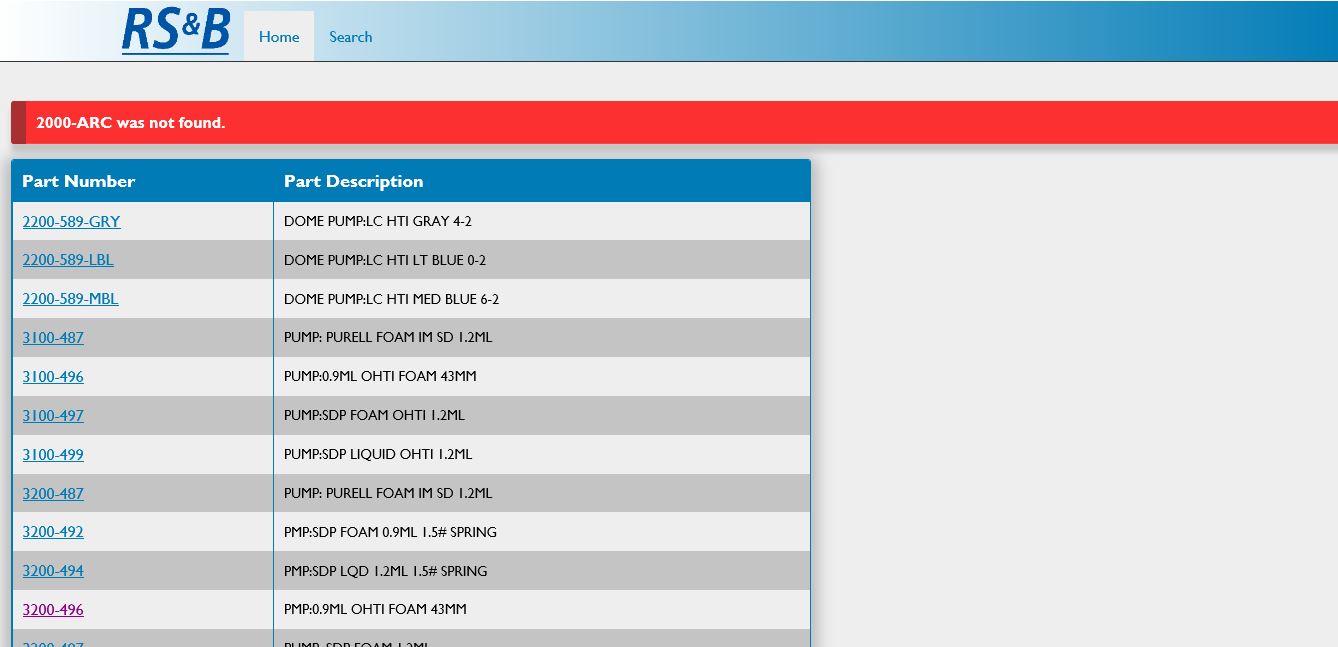 RS&B
Home Search
2000-ARC was not found.
Part Number Part Description
2200-589-GRY DOME PUMP:LC HTI GRAY 4-2
2200-589-LBL DOME PUMP:LC HTI LT BLUE 0-2
2200-589-MBL DOME PUMP:LC HTI MED BLUE 6-2
3100-487 PUMP: PURELL FOAM IM SD 1.2ML
3100-496 PUMP:0.9ML OHTI FOAM 43MM
3100-497 PUMP:SDP FOAM OHTI 1.2ML
3100-499 PUMP:SDP LIQUID OHTI 1.2ML
3200-487 PUMP: PURELL FOAM IM SD 1.2ML
3200-492 PMP:SDP FOAM 0.9ML 1.5# SPRING
3200-494 PMP:SDP LQD 1.2ML 1.5# SPRING
3200-496 PMP:0.9ML OHTI FOAM 43MM